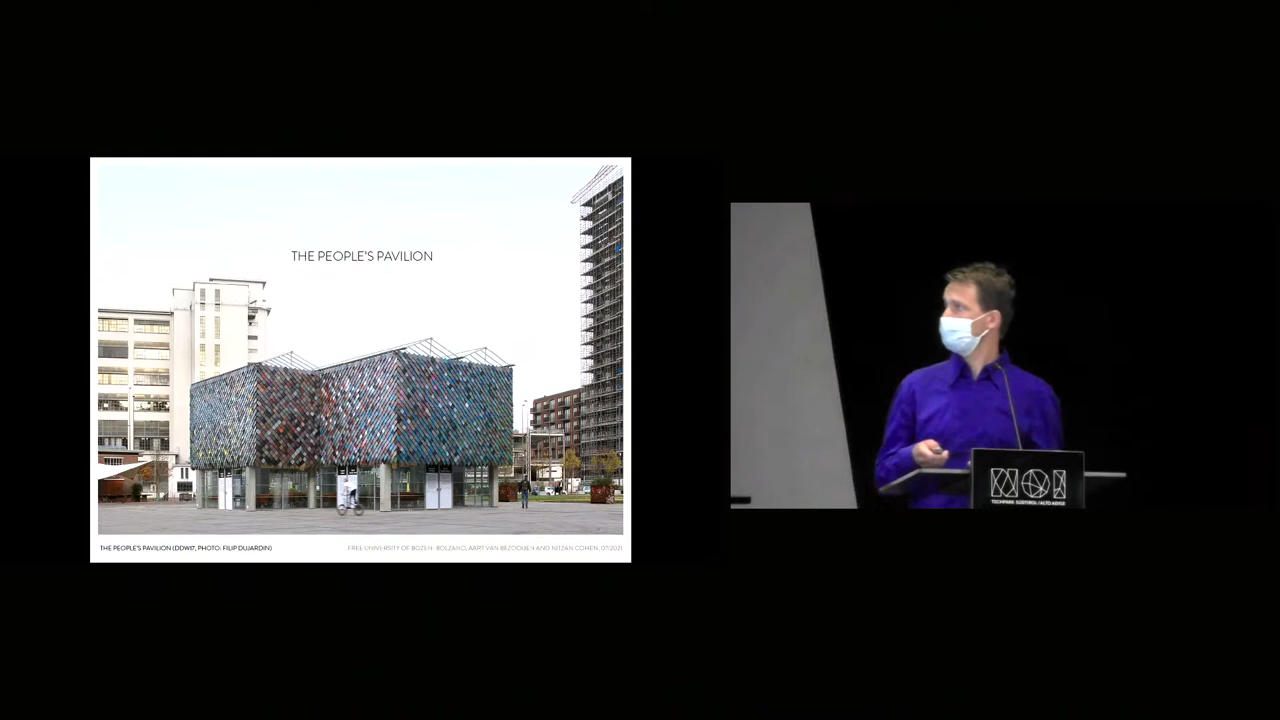 THE PEOPLE'S PAVILION
THE PEOPLE'S PAVILION (DDW17, PHOTO: FILIP DUJARDIN)
FREE UNIVERSITY OF BOZEN-BOLZANO, AART VAN BEZOOIJEN AND NITZAN COHEN, 07/2021
NOI
TECHPARK SÜDTIROL / ALTO ADIGE